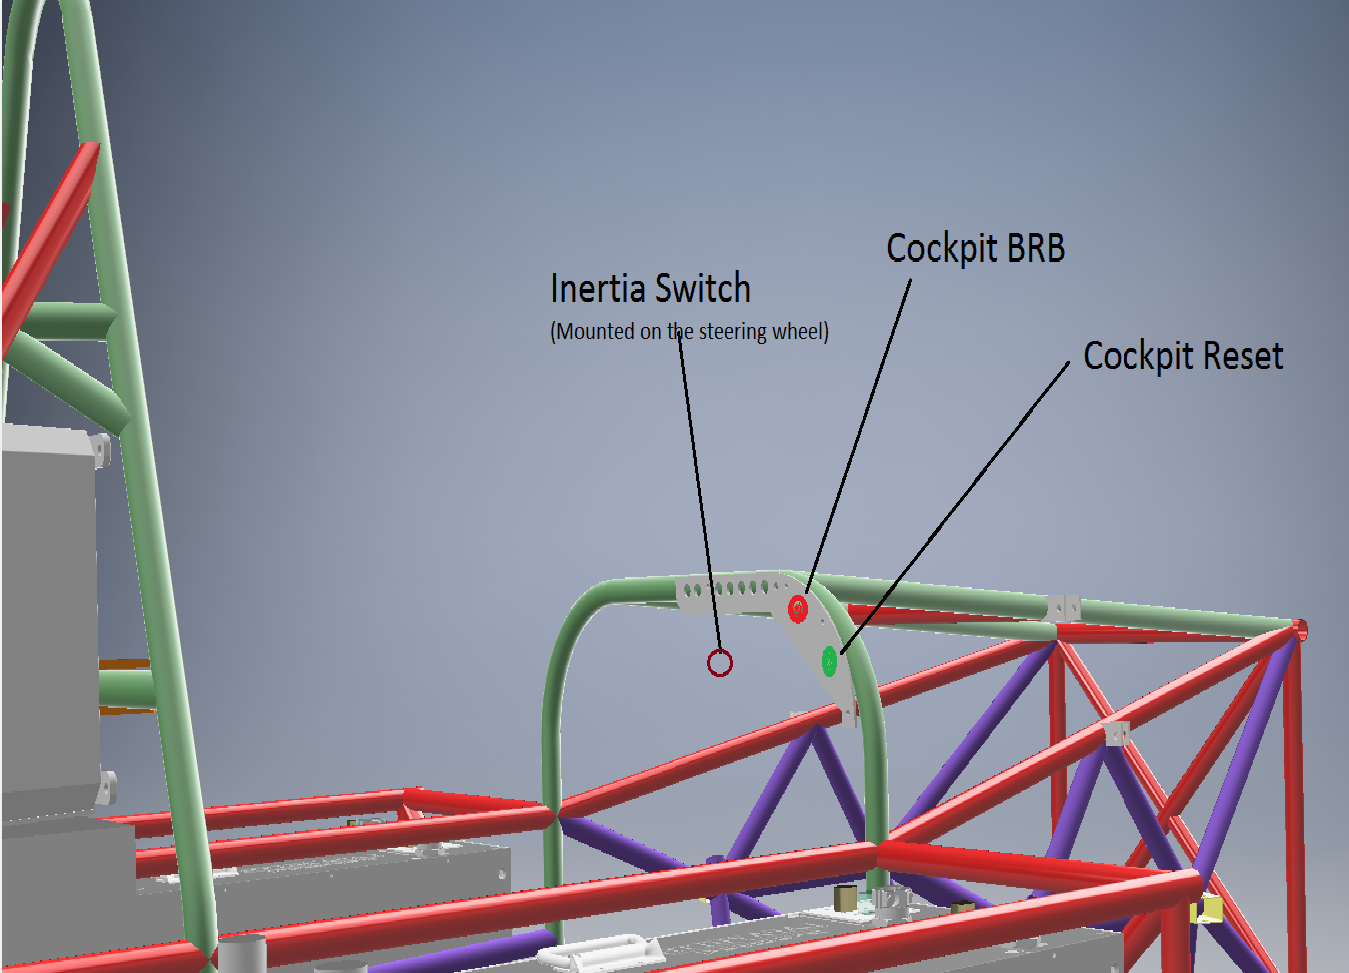 Cockpit BRB
Inertia Switch
(Mounted on the steering wheel)
Cockpit Reset